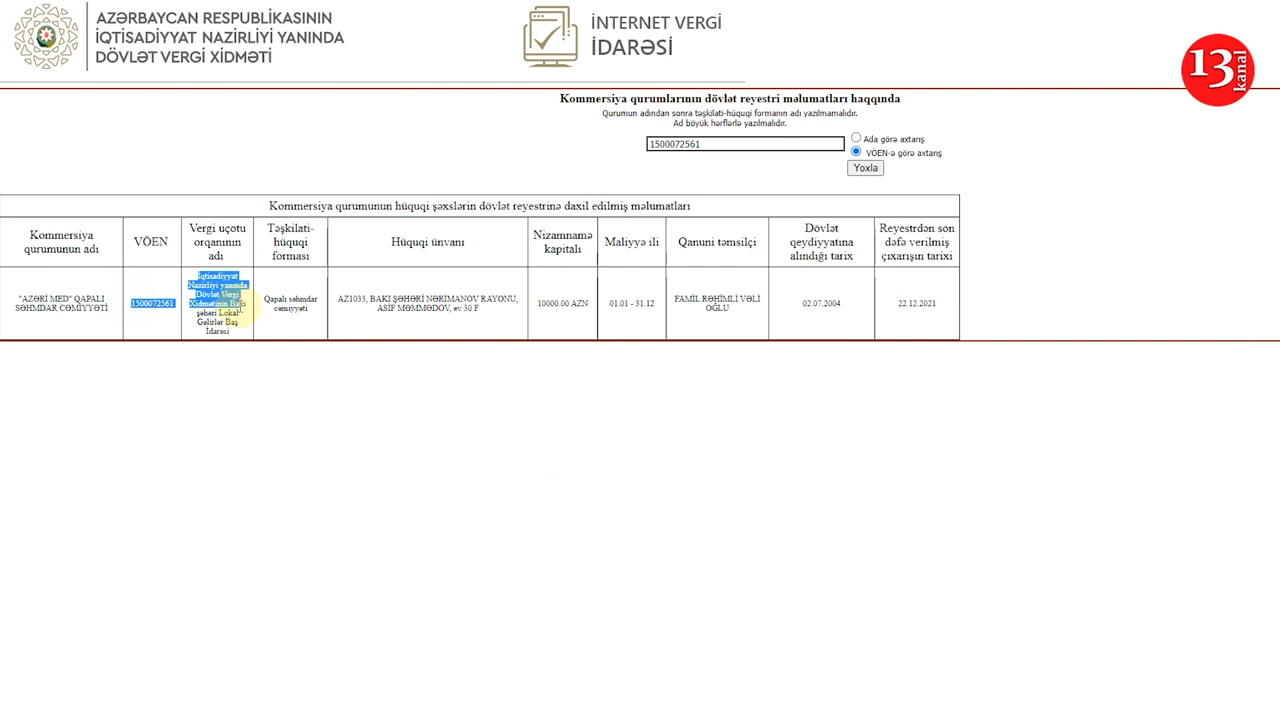 AZƏRBAYCAN RESPUBLİKASININ
İQTİSADİYYAT NAZİRLİYİ YANINDA
DÖVLƏT VERGİ XİDMƏTİ
İNTERNET VERGİ
İDARƏSİ
13 kanal
Kommersiya qurumlarının dövlət reyestri məlumatları haqqında
Qurumun adından sonra təşkilati-hüquqi formanın adı yazılmamalıdır.
Ad böyük hərflərlə yazılmalıdır.
1500072561
Ada görə axtarış
VÖEN-ə görə axtarış
Yoxla
Kommersiya qurumunun hüquqi şəxslərin dövlət reyestrinə daxil edilmiş məlumatları
Kommersiya
qurumunun adı
VÖEN
Vergi uçotu
orqanının
adı
Təşkilati-
hüquqi
forması
Hüquqi ünvanı
Nizamnamə
kapitalı
Maliyyə ili
Qanuni təmsilçi
Dövlət
qeydiyyatına
alındığı tarix
Reyestrdən son
dəfə verilmiş
çıxarışın tarixi
"AZƏRİ MED" QAPALI
SƏHMDAR CƏMİYYƏTİ
1500072561
İqtisadiyyat
Nazirliyi yanında
Dövlət Vergi
Xidmətinin Bakı
şəhəri Lokal
Gəlirlər Baş
İdarəsi
Qapalı səhmdar
cəmiyyəti
AZ1033, BAKI ŞƏHƏRİ NƏRİMANOV RAYONU,
ASİF MƏMMƏDOV, ev 30 F
10000.00 AZN
01.01 - 31.12
FAMİL RƏHİMLİ VƏLİ
OĞLU
02.07.2004
22.12.2021